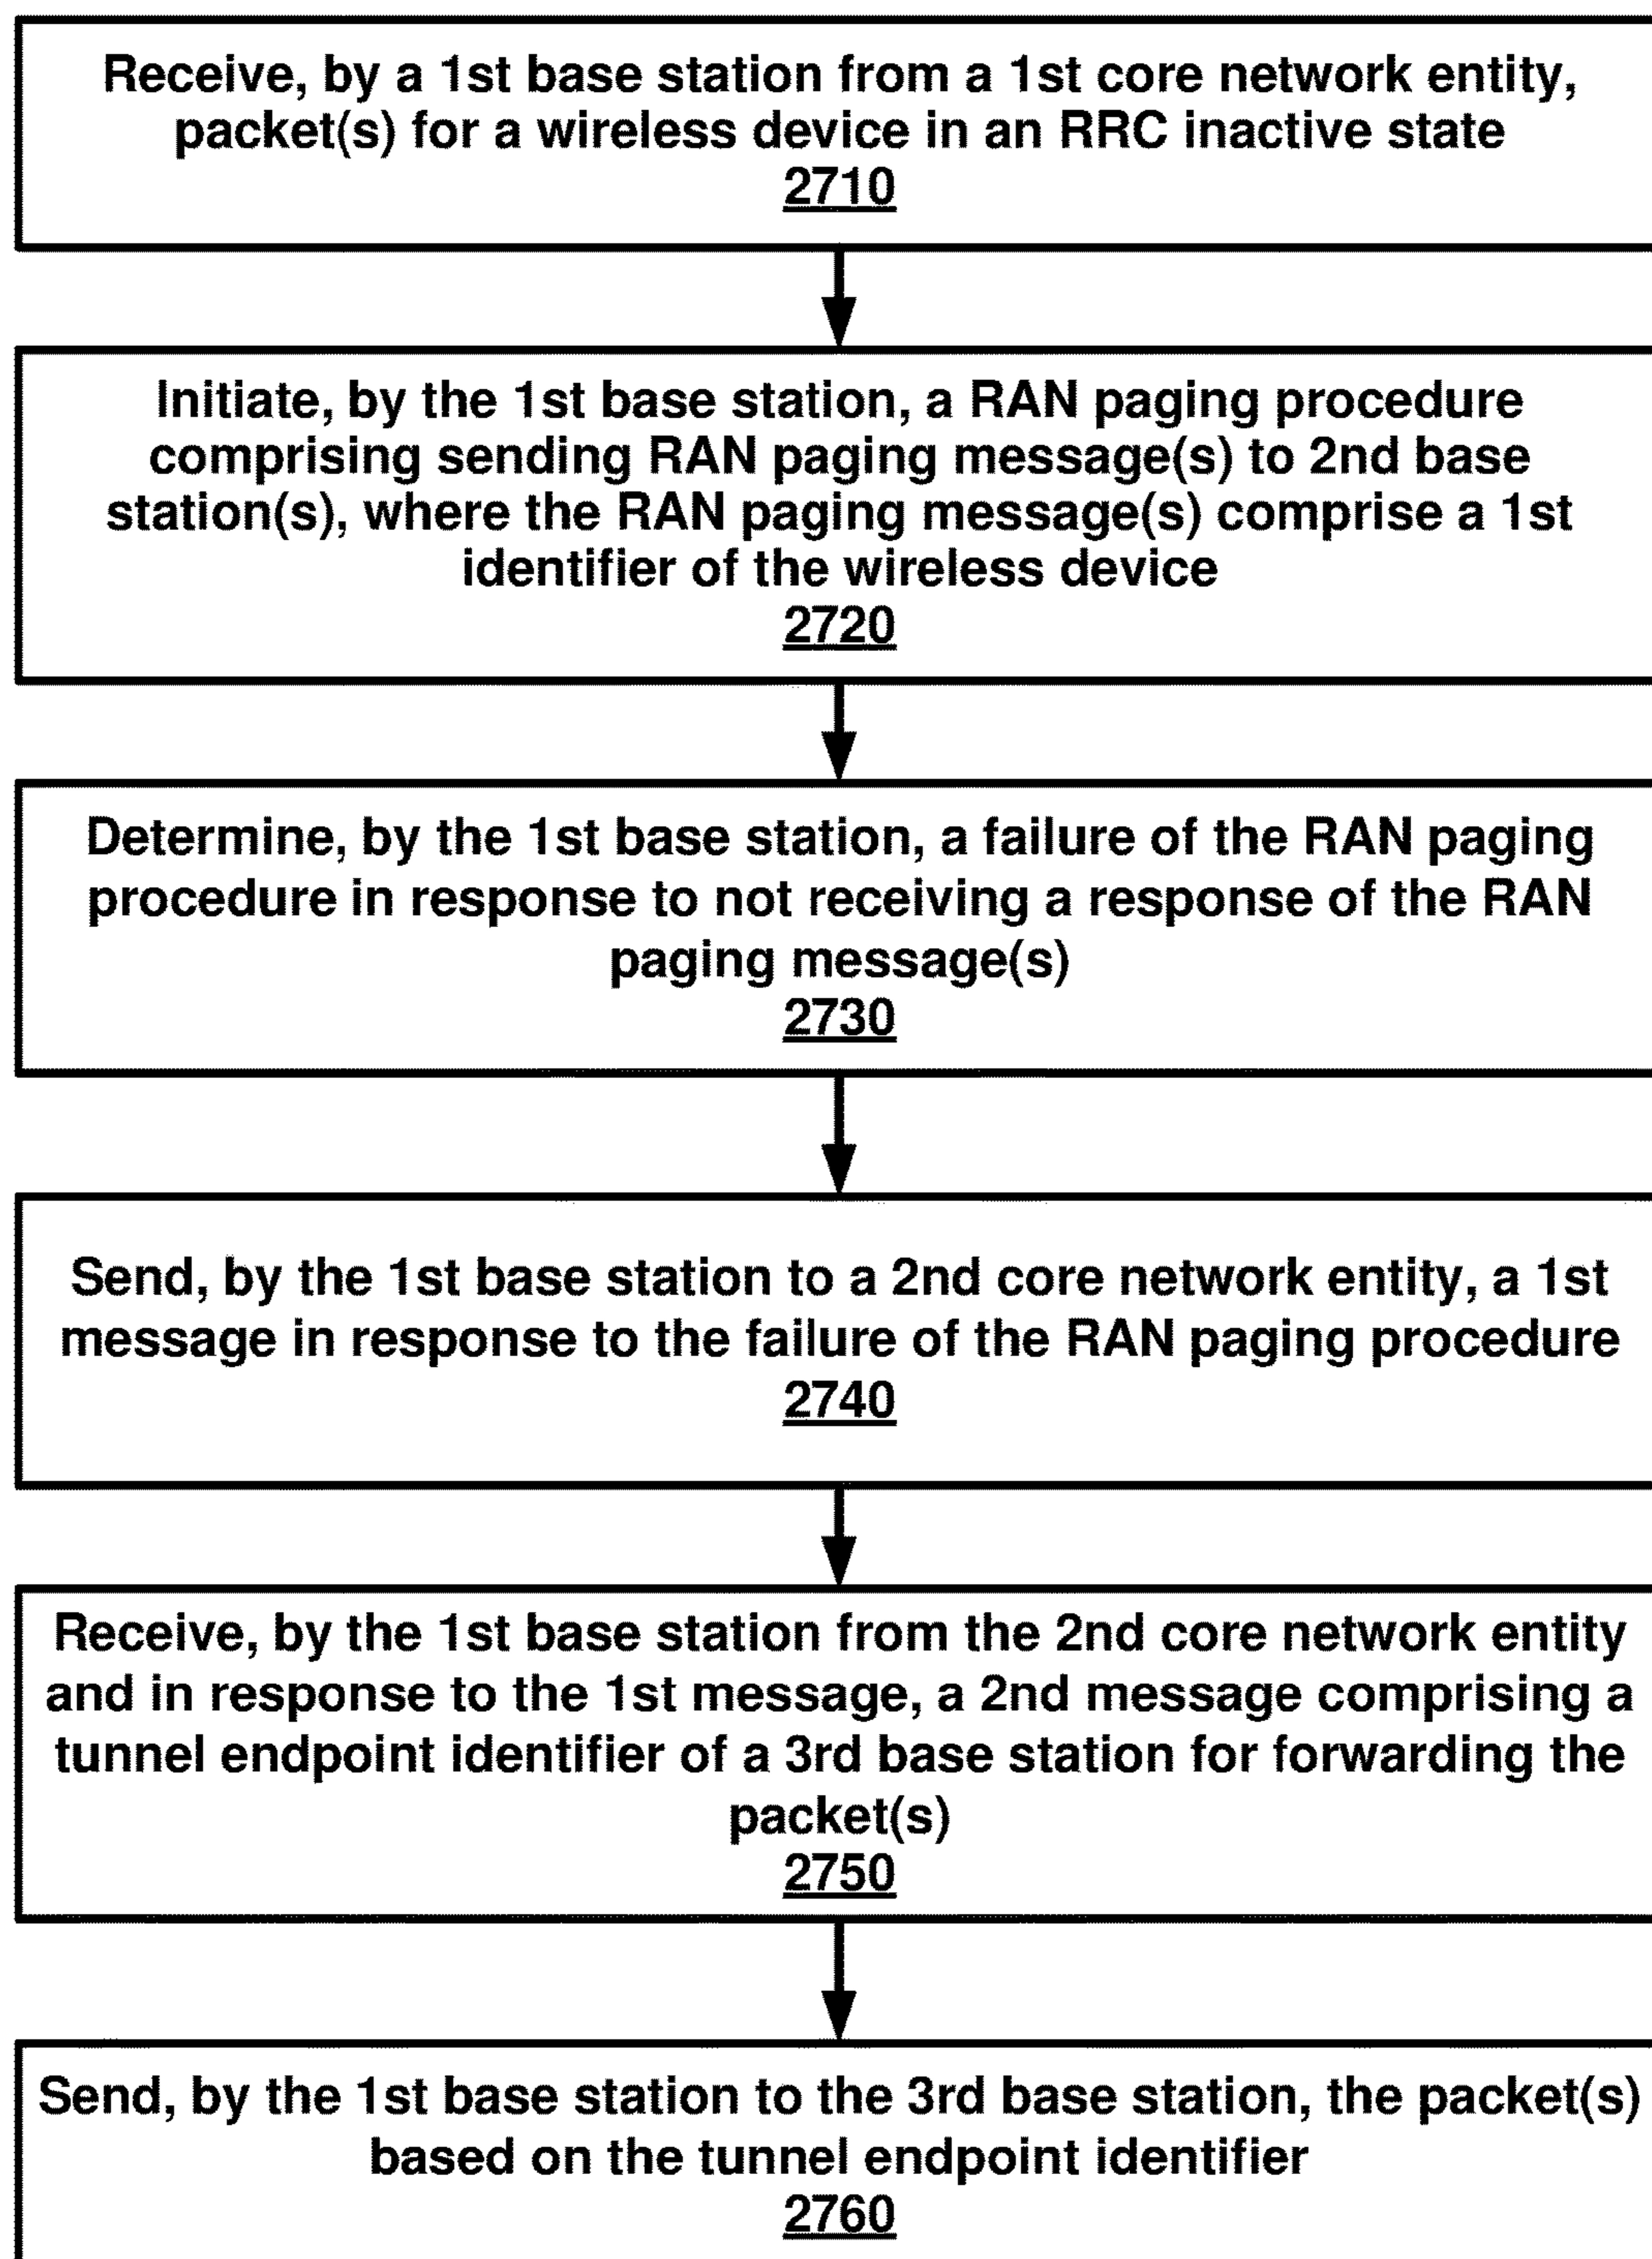 Receive, by a 1st base station from a 1st core network entity,
packet(s) for a wireless device in an RRC inactive state
2710
Initiate, by the 1st base station, a RAN paging procedure
comprising sending RAN paging message(s) to 2nd base
station(s), where the RAN paging message(s) comprise a 1st
identifier of the wireless device
2720
Determine, by the 1st base station, a failure of the RAN paging
procedure in response to not receiving a response of the RAN
paging message(s)
2730
Send, by the 1st base station to a 2nd core network entity, a 1st
message in response to the failure of the RAN paging procedure
2740
Receive, by the 1st base station from the 2nd core network entity
and in response to the 1st message, a 2nd message comprising a
tunnel endpoint identifier of a 3rd base station for forwarding the
packet(s)
2750
Send, by the 1st base station to the 3rd base station, the packet(s)
based on the tunnel endpoint identifier
2760